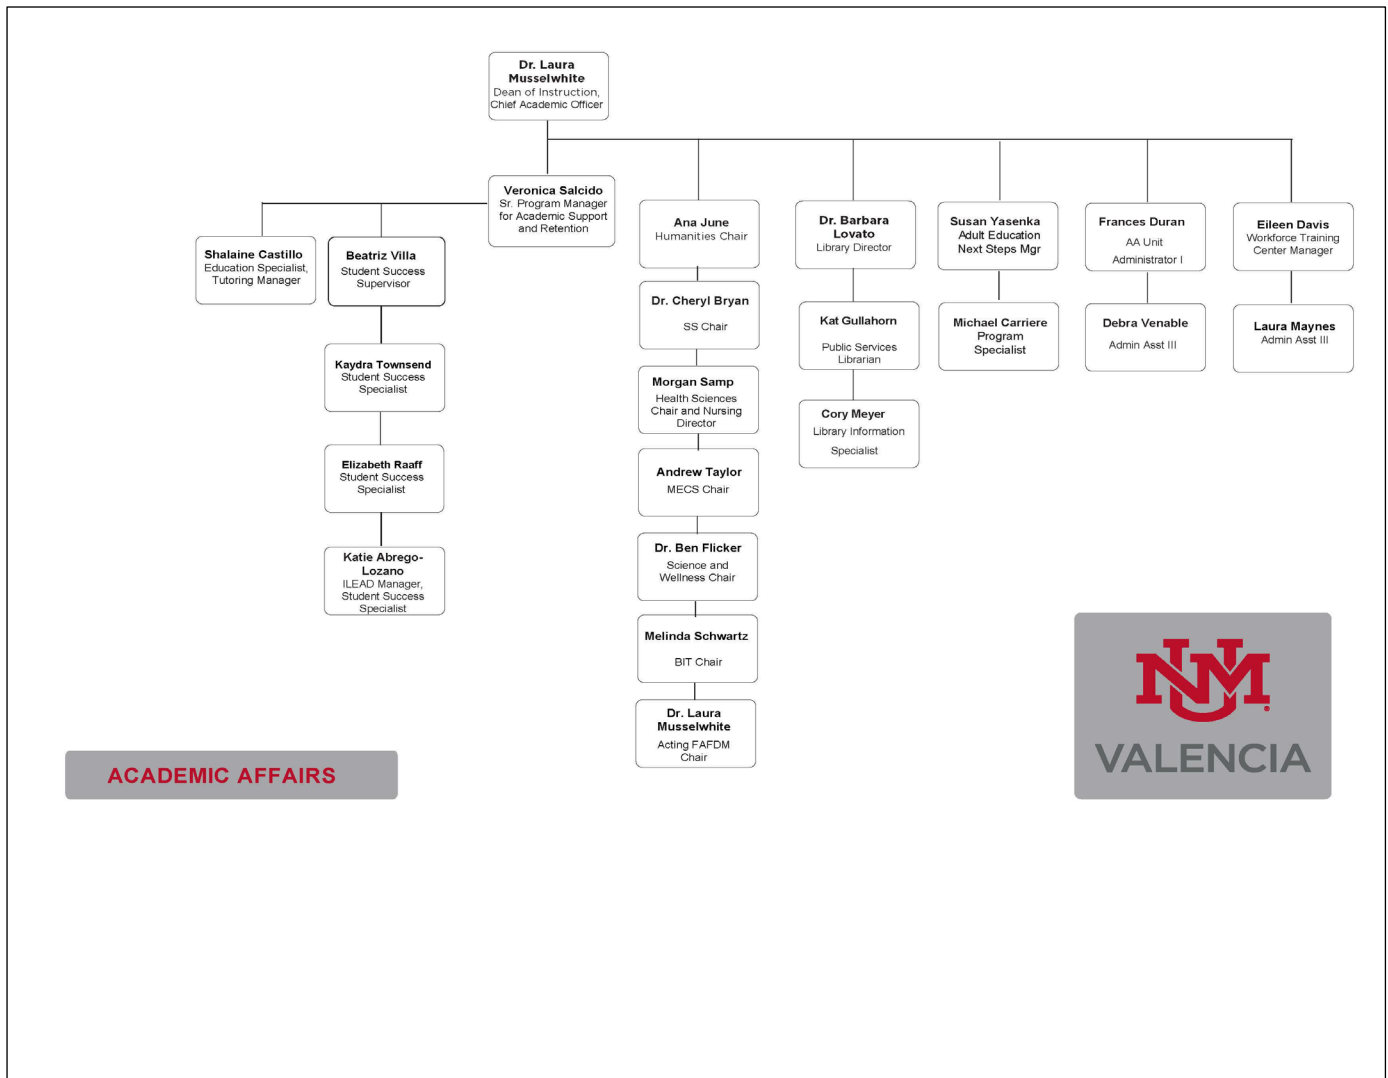 Dr. Laura
Musselwhite
Dean of Instruction,
Chief Academic Officer
Veronica Salcido
Sr. Program Manager
for Academic Support
and Retention
Shalaine Castillo
Education Specialist,
Tutoring Manager
Beatriz Villa
Student Success
Supervisor
Kaydra Townsend
Student Success
Specialist
Elizabeth Raaff
Student Success
Specialist
Katie Abrego-
Lozano
ILEAD Manager,
Student Success
Specialist
Ana June
Humanities Chair
Dr. Cheryl Bryan
SS Chair
Morgan Samp
Health Sciences
Chair and Nursing
Director
Andrew Taylor
MECS Chair
Dr. Ben Flicker
Science and
Wellness Chair
Melinda Schwartz
BIT Chair
Dr. Laura
Musselwhite
Acting FAFDM
Chair
Dr. Barbara
Lovato
Library Director
Kat Gullahorn
Public Services
Librarian
Cory Meyer
Library Information
Specialist
Susan Yasenka
Adult Education
Next Steps Mgr
Michael Carriere
Program
Specialist
Frances Duran
AA Unit
Administrator I
Debra Venable
Admin Asst III
Eileen Davis
Workforce Training
Center Manager
Laura Maynes
Admin Asst III
ACADEMIC AFFAIRS
UNM®
VALENCIA